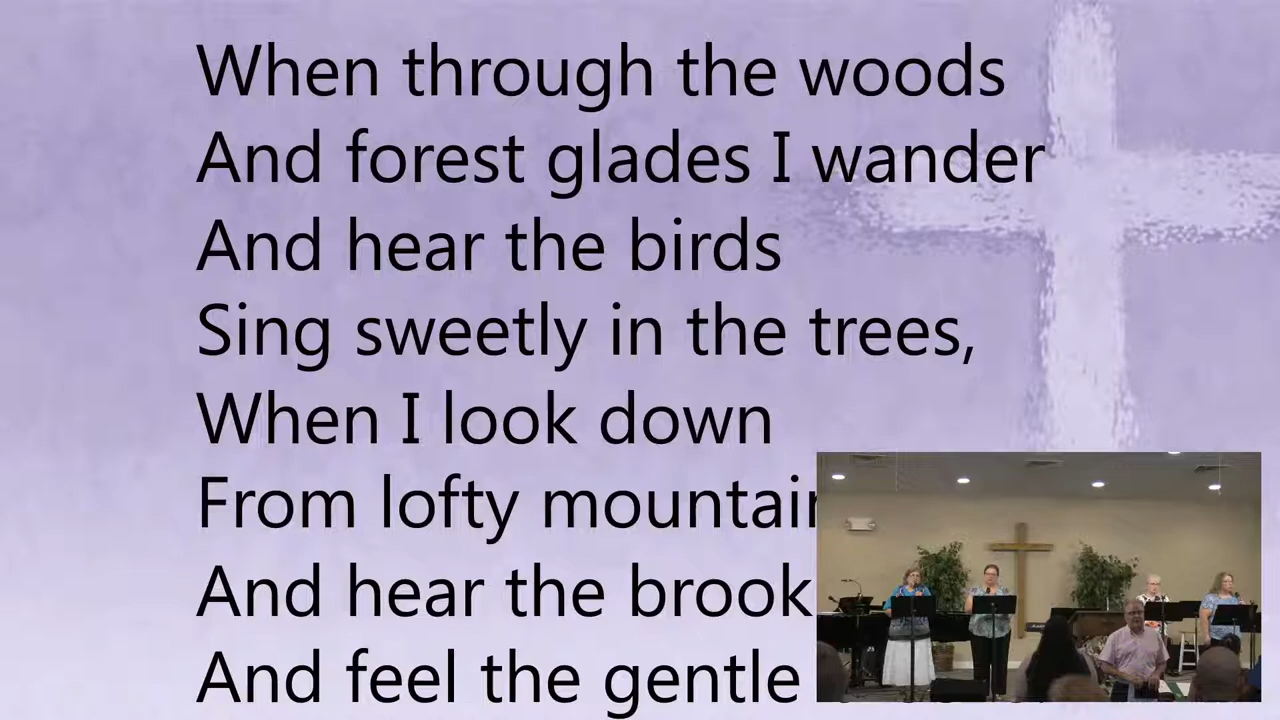 When through the woods
And forest glades I wander
And hear the birds
Sing sweetly in the trees,
When I look down
From lofty
And hear the brook
And feel the gentle